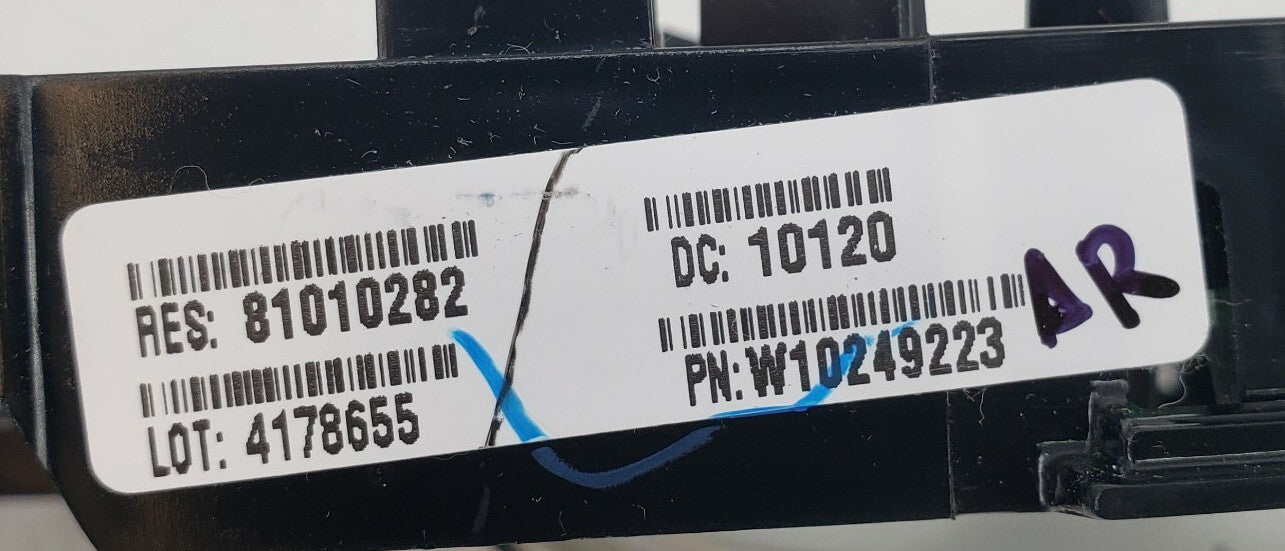 RES: 81010282
LOT: 4178655
DC: 10120
PN:W10249223
AR